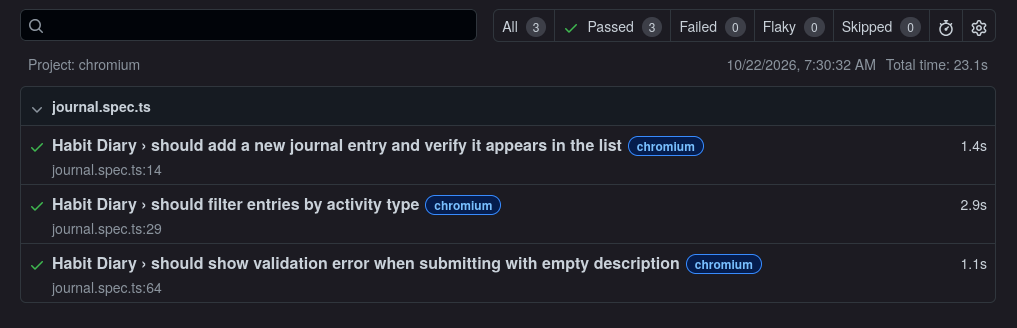 All 3 Passed 3 Failed 0 Flaky 0 Skipped 0
Project: chromium 10/22/2026, 7:30:32 AM Total time: 23.1s
journal.spec.ts
Habit Diary › should add a new journal entry and verify it appears in the list chromium 1.4s
journal.spec.ts:14
Habit Diary › should filter entries by activity type chromium 2.9s
journal.spec.ts:29
Habit Diary › should show validation error when submitting with empty description chromium 1.1s
journal.spec.ts:64